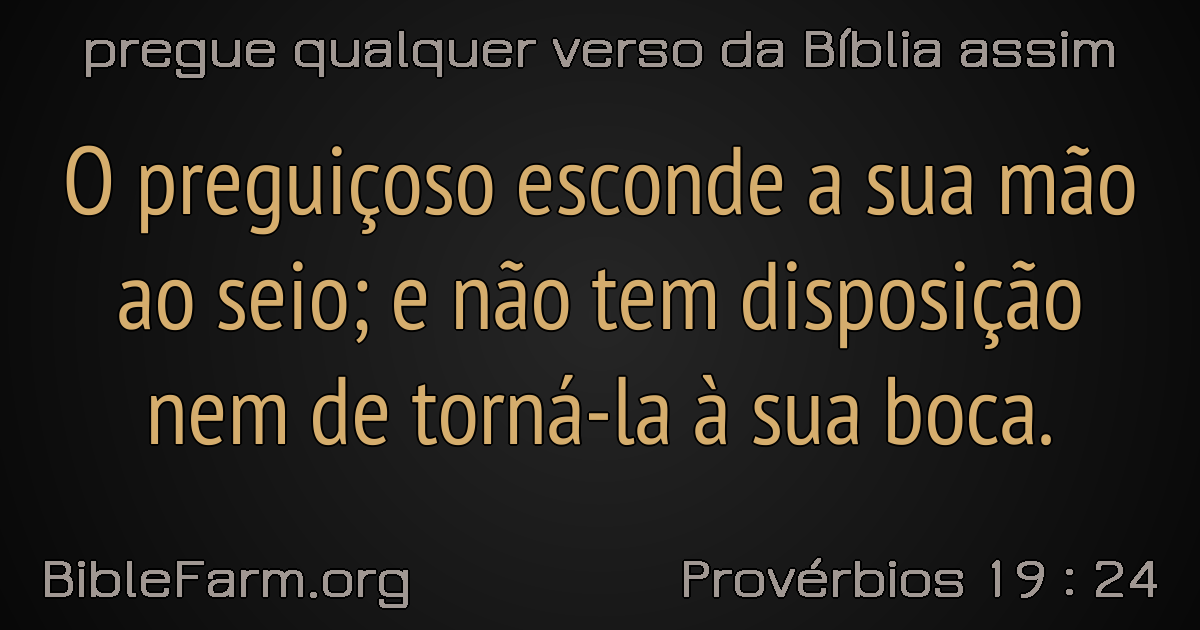 pregue qualquer verso da Bíblia assim
O preguiçoso esconde a sua mão
ao seio; e não tem disposição
nem de torná-la à sua boca.
BibleFarm.org
Provérbios 19 : 24